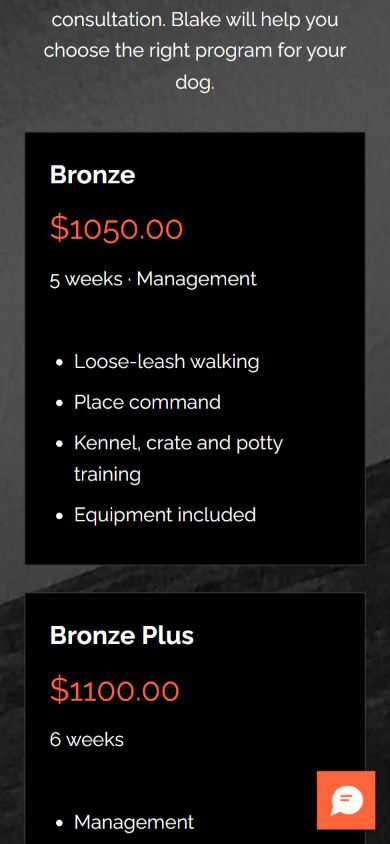 consultation. Blake will help you
choose the right program for your
dog.
Bronze
$1050.00
5 weeks · Management
• Loose-leash walking
• Place command
• Kennel, crate and potty
training
• Equipment included
Bronze Plus
$1100.00
6 weeks
• Management